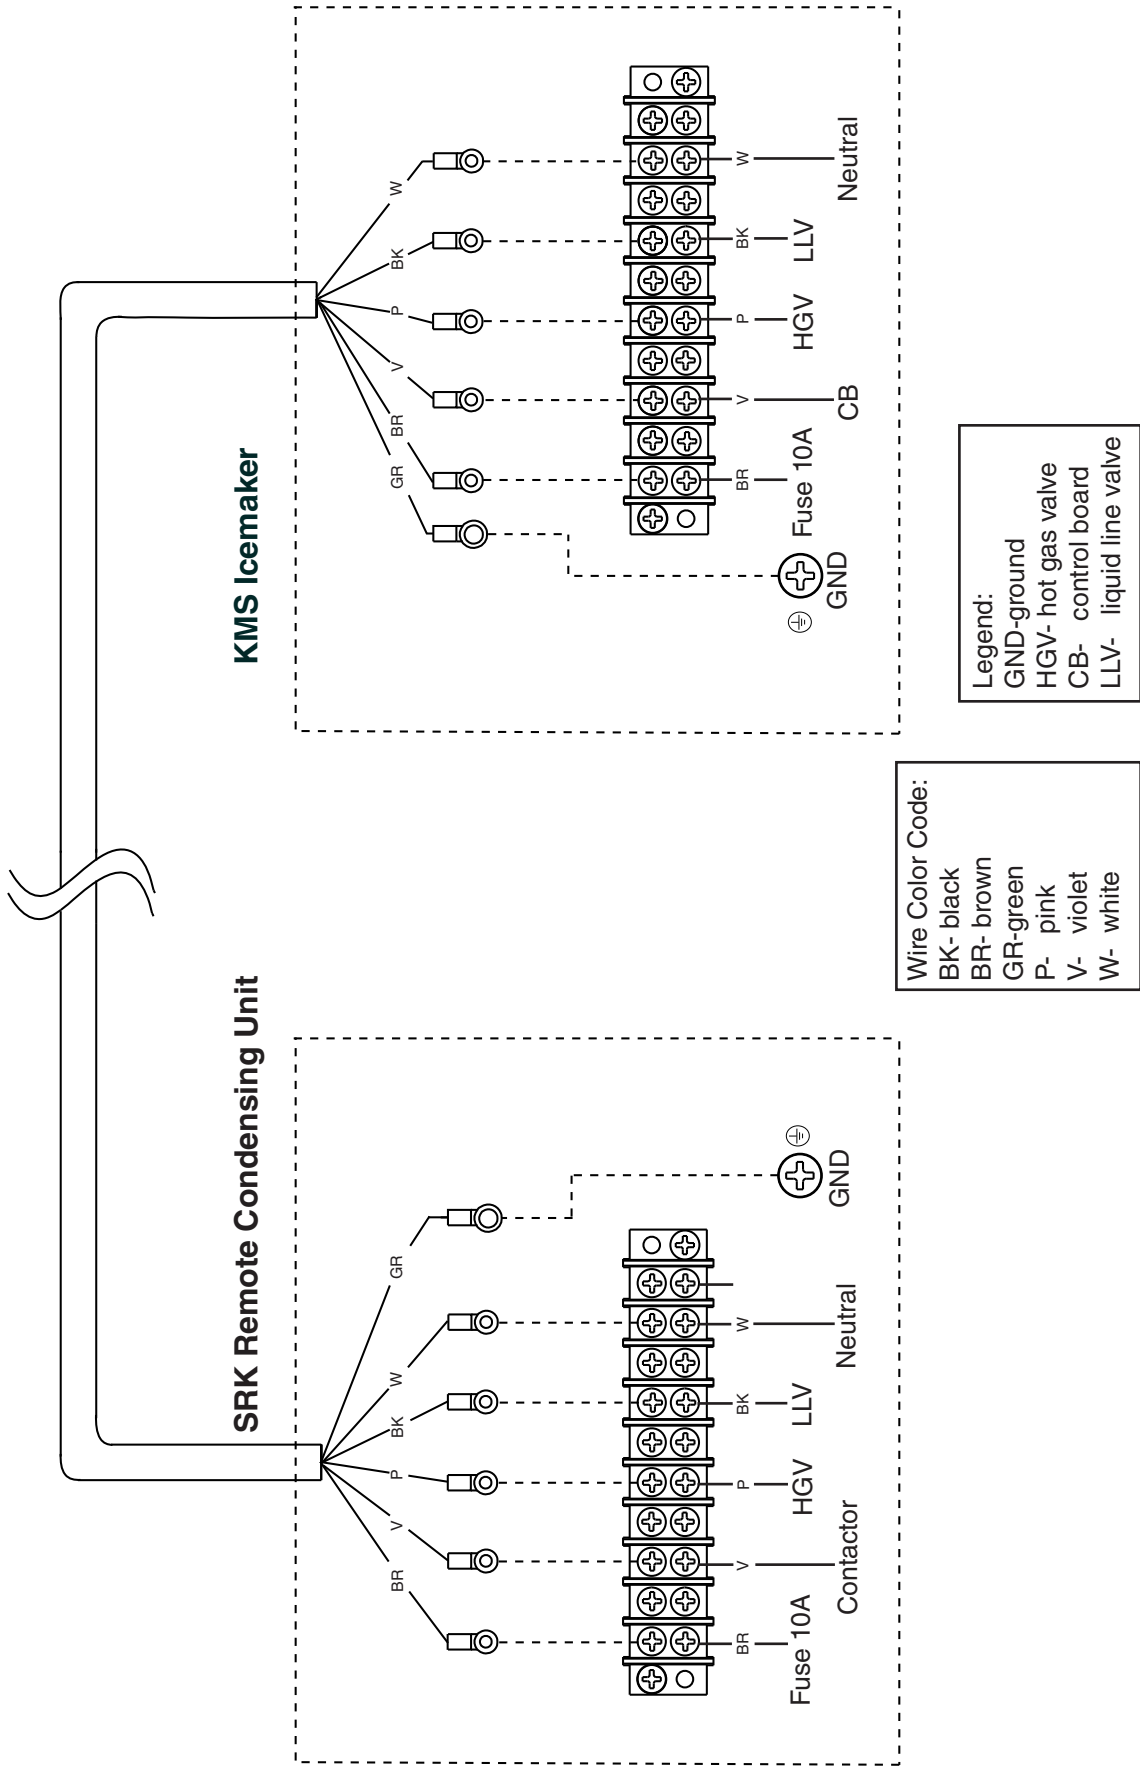 SRK Remote Condensing Unit
BR
V
P
BK
W
GR
BR
V
P
BK
W
Fuse 10A
Contactor
HGV
LLV
Neutral
GND
KMS Icemaker
GR
BR
V
P
BK
W
BR
V
P
BK
W
GND
Fuse 10A
CB
HGV
LLV
Neutral
Wire Color Code:
BK- black
BR- brown
GR-green
P- pink
V- violet
W- white
Legend:
GND-ground
HGV- hot gas valve
CB- control board
LLV- liquid line valve